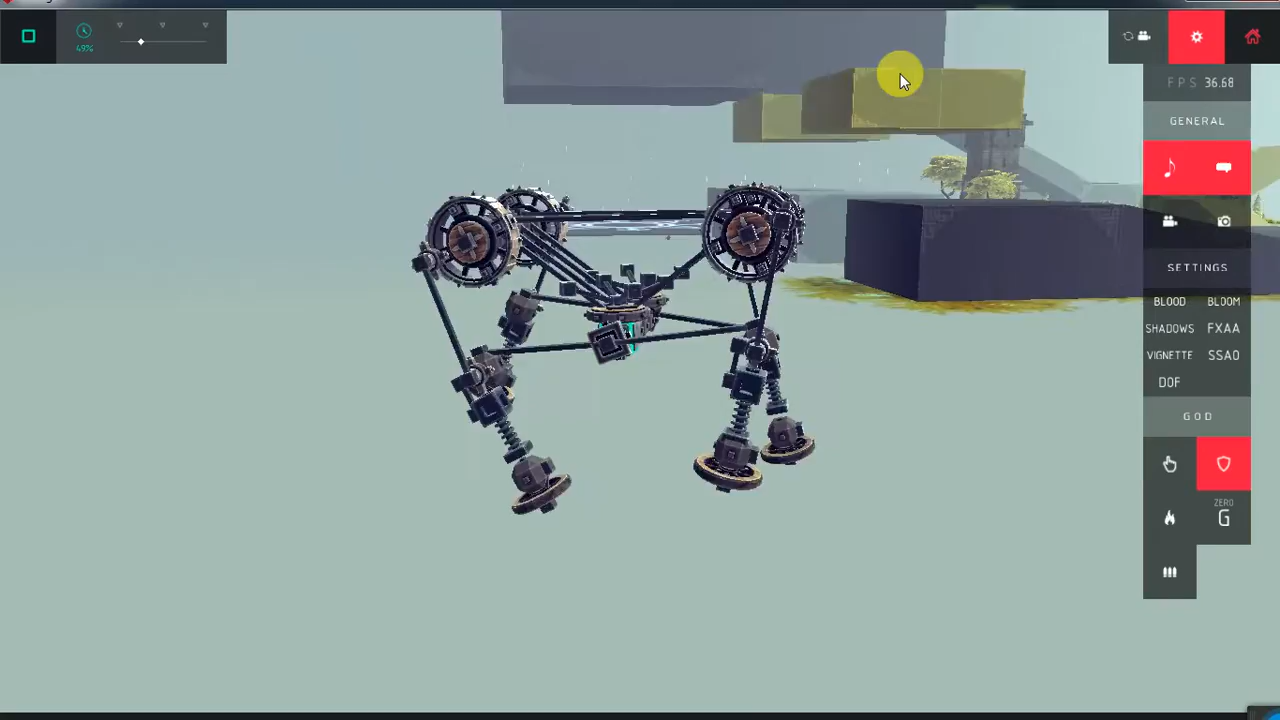 49%
FPS 36.68
GENERAL
SETTINGS
BLOOD BLOOM
SHADOWS FXAA
VIGNETTE SSAO
DOF
GOD
ZERO
G